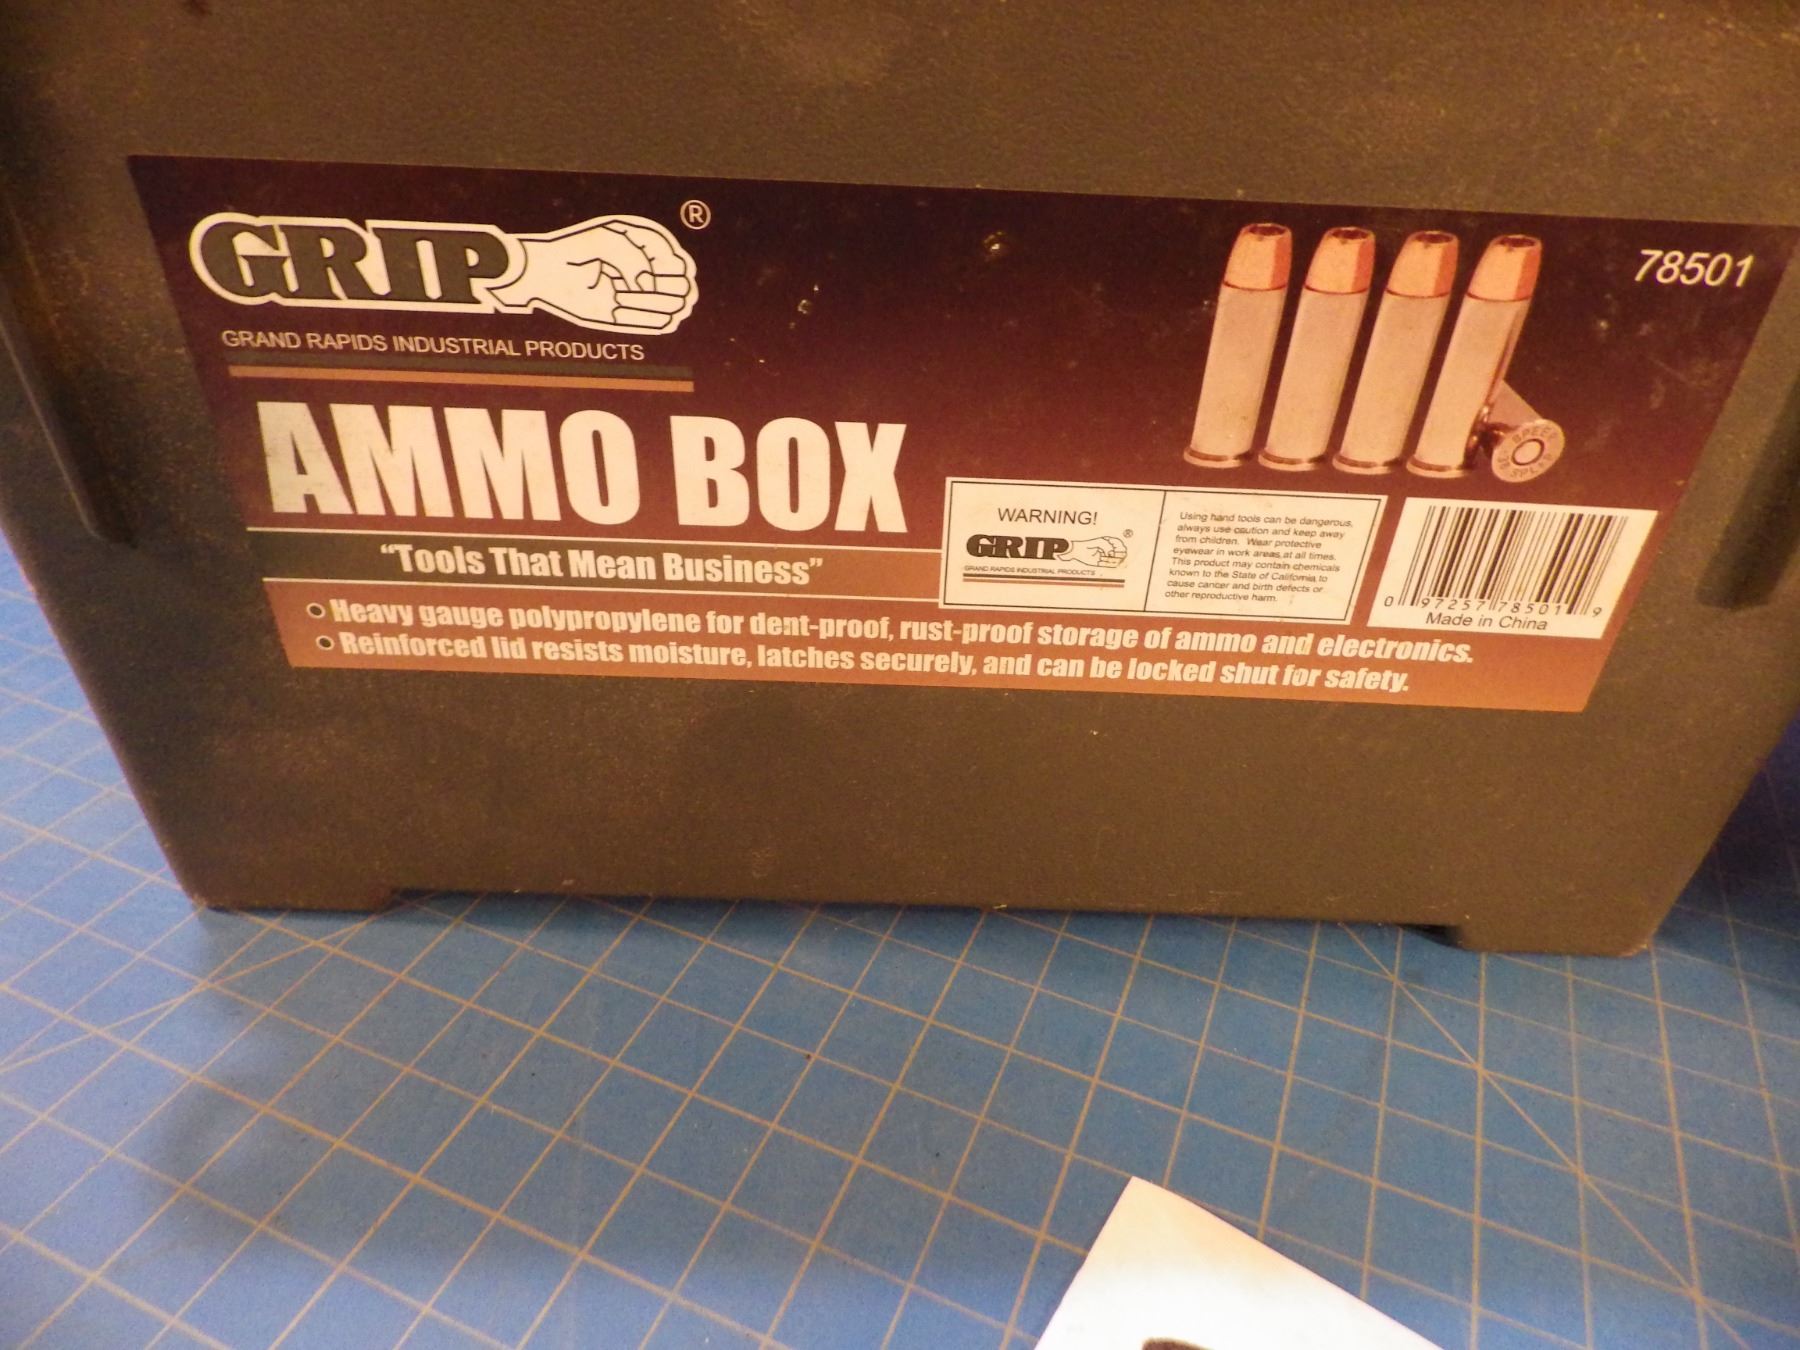 GRIP®
GRAND RAPIDS INDUSTRIAL PRODUCTS
78501
AMMO BOX
"Tools That Mean Business"
• Heavy gauge polypropylene for dent-proof, rust-proof storage of ammo and electronics.
• Reinforced lid resists moisture, latches securely, and can be locked shut for safety.
WARNING!
GRIP®
GRAND RAPIDS INDUSTRIAL PRODUCTS
Using hand tools can be dangerous,
always use caution and keep away
from children. Wear protective
eyewear in work areas at all times.
This product may contain chemicals
known to the State of California to
cause cancer and birth defects or
other reproductive harm.
0 97257 78501 9
Made in China
SPEER
38 SPL+P